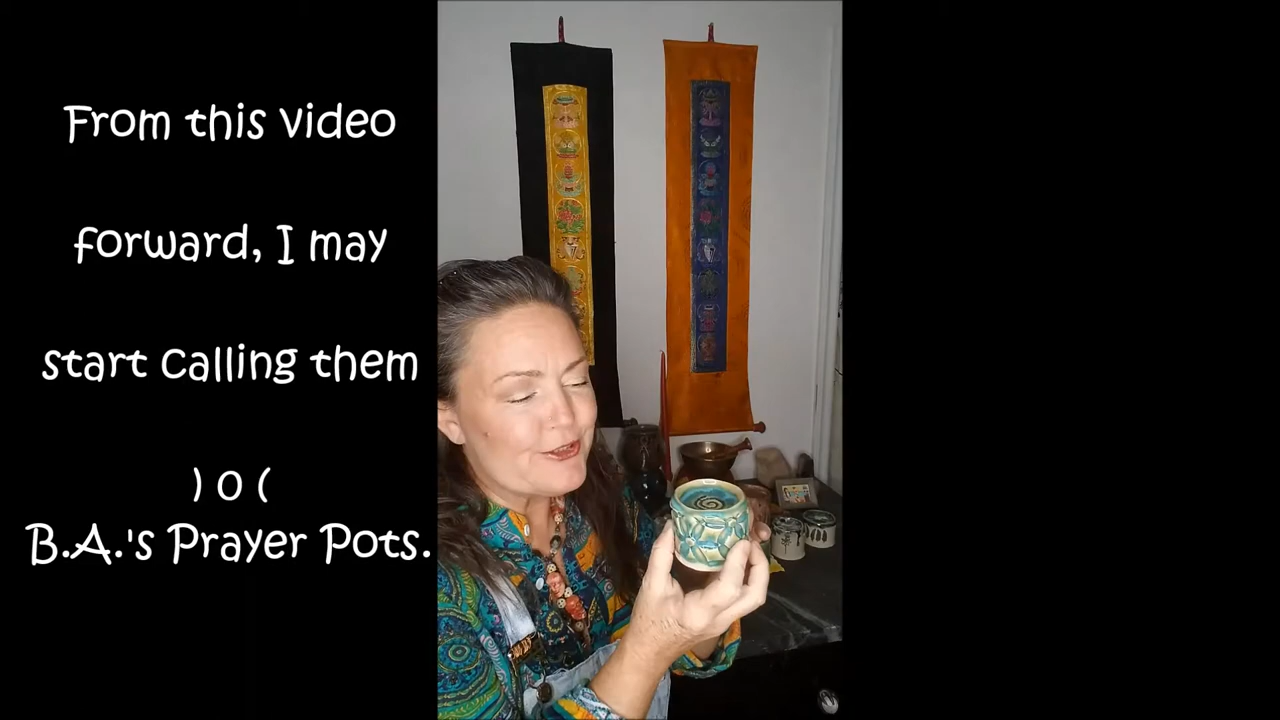 From this video
forward, I may
start calling them
) O (
B.A.'s Prayer Pots.